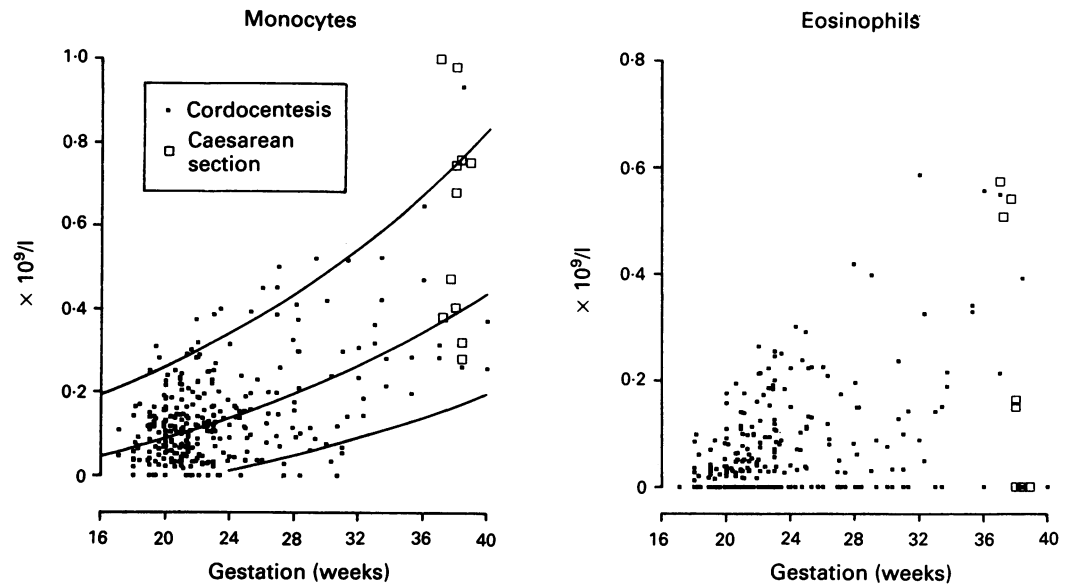 Monocytes
1·0
0·8
0·6
0·4
0·2
0
× 10⁹/l
Cordocentesis
Caesarean
section
16 20 24 28 32 36 40
Gestation (weeks)
Eosinophils
0·8
0·6
0·4
0·2
0
× 10⁹/l
16 20 24 28 32 36 40
Gestation (weeks)